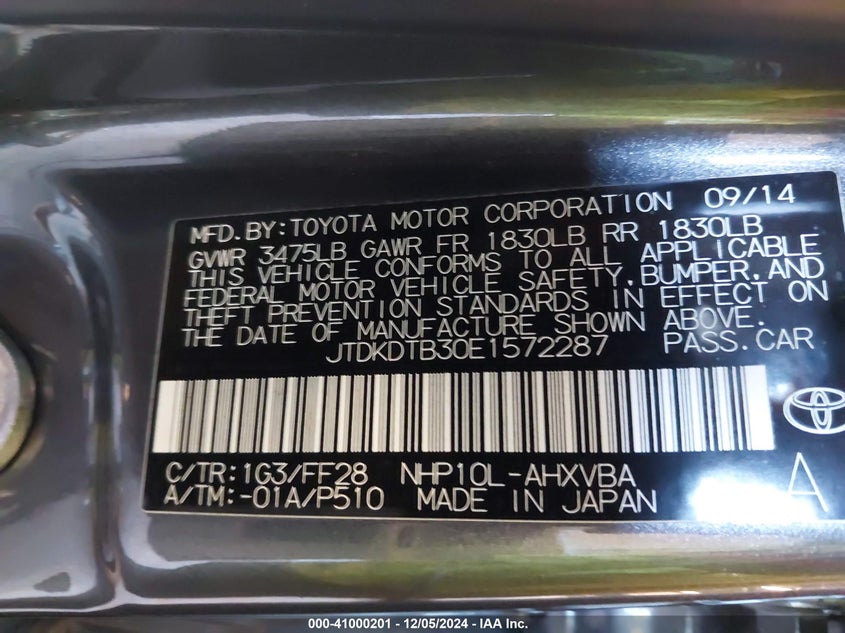 MFD.BY:TOYOTA MOTOR CORPORATION 09/14
GVWR 3475LB GAWR FR 1830LB RR 1830LB
THIS VEHICLE CONFORMS TO ALL APPLICABLE
FEDERAL MOTOR VEHICLE SAFETY,BUMPER,AND
THEFT PREVENTION STANDARDS IN EFFECT ON
THE DATE OF MANUFACTURE SHOWN ABOVE.
JTDKDTB30E1572287 PASS.CAR
C/TR:1G3/FF28 NHP10L-AHXVBA
A/TM:-01A/P510 MADE IN JAPAN
A
000-41000201 - 12/05/2024 - IAA Inc.